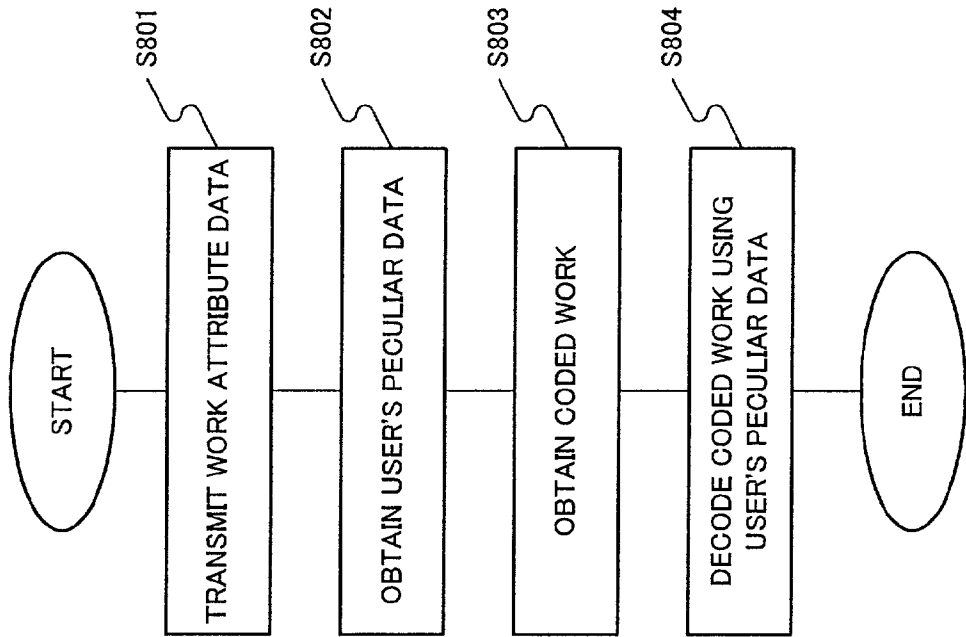 START
S801
TRANSMIT WORK ATTRIBUTE DATA
S802
OBTAIN USER'S PECULIAR DATA
S803
OBTAIN CODED WORK
S804
DECODE CODED WORK USING
USER'S PECULIAR DATA
END